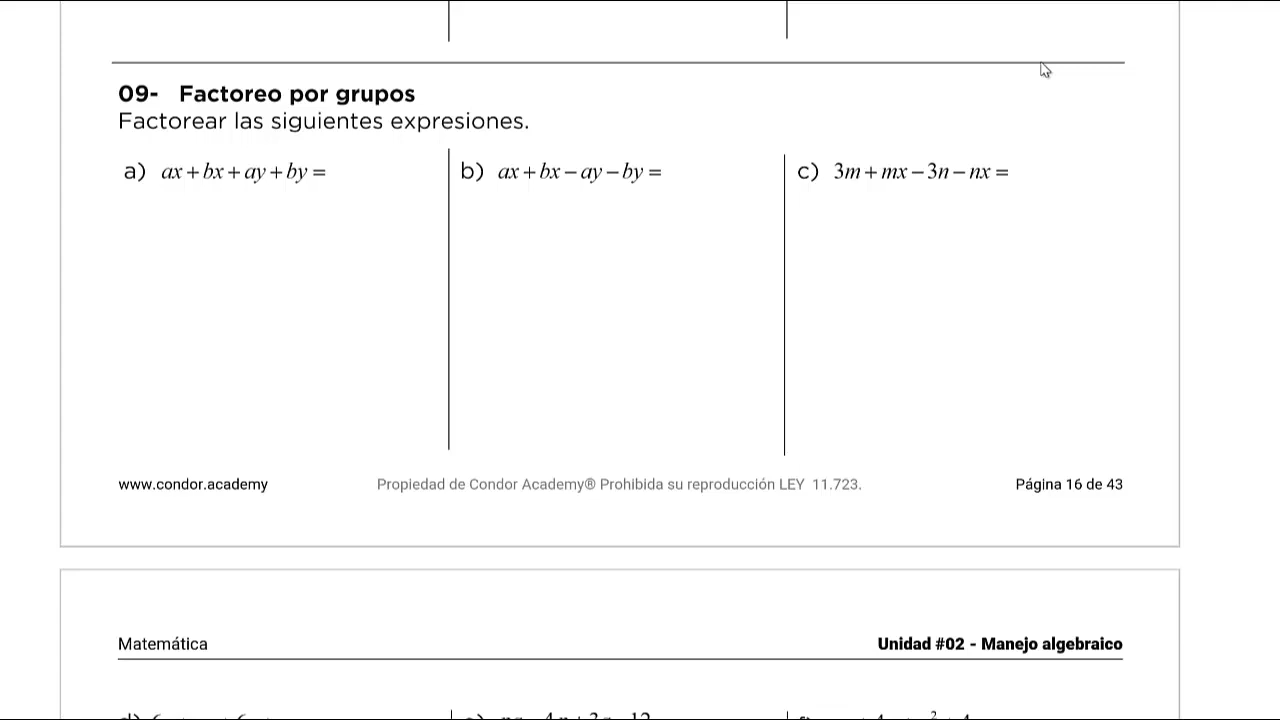 09- Factoreo por grupos
Factorear las siguientes expresiones.
a) ax + bx + ay + by =
b) ax + bx − ay − by =
c) 3m + mx − 3n − nx =
www.condor.academy
Propiedad de Condor Academy® Prohibida su reproducción LEY 11.723.
Página 16 de 43
Matemática
Unidad #02 - Manejo algebraico